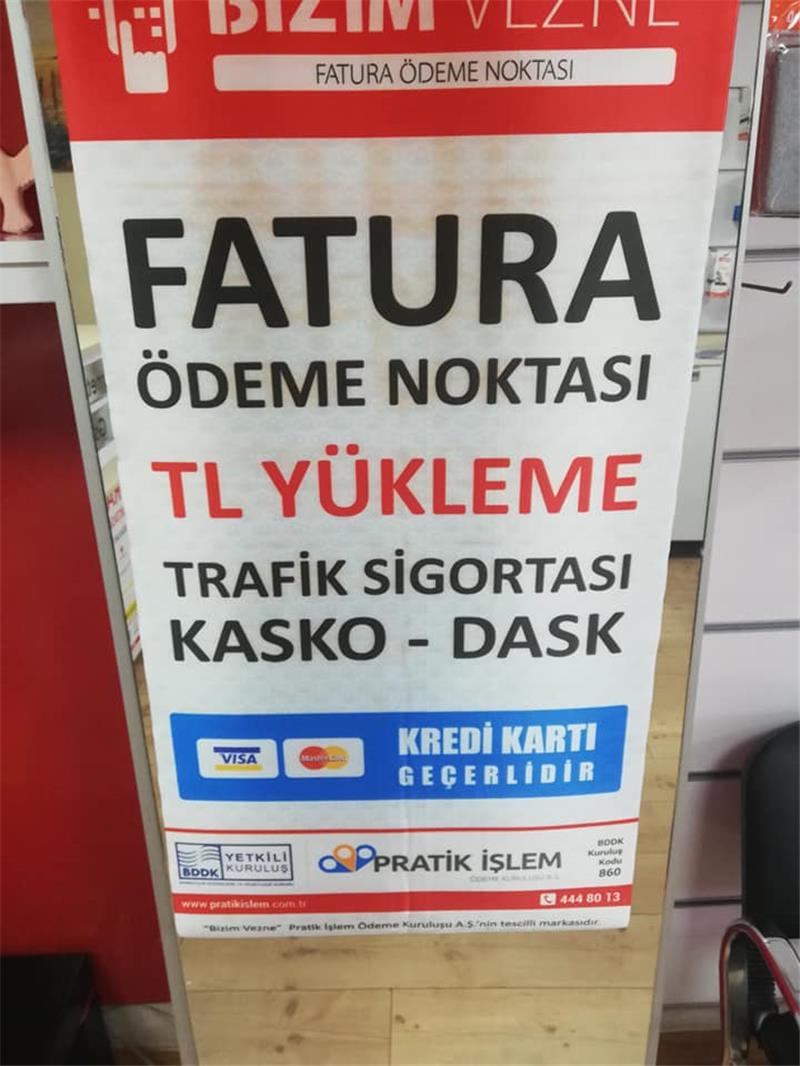 BİZİM VEZNE
FATURA ÖDEME NOKTASI
FATURA
ÖDEME NOKTASI
TL YÜKLEME
TRAFİK SİGORTASI
KASKO - DASK
VISA
MasterCard
KREDİ KARTI
GEÇERLİDİR
BDDK
YETKİLİ
KURULUŞ
PRATİK İŞLEM
ÖDEME KURULUŞU A.Ş.
BDDK
Kuruluş
Kodu
860
www.pratikislem.com.tr
444 80 13
"Bizim Vezne" Pratik İşlem Ödeme Kuruluşu A.Ş.'nin tescilli markasıdır.